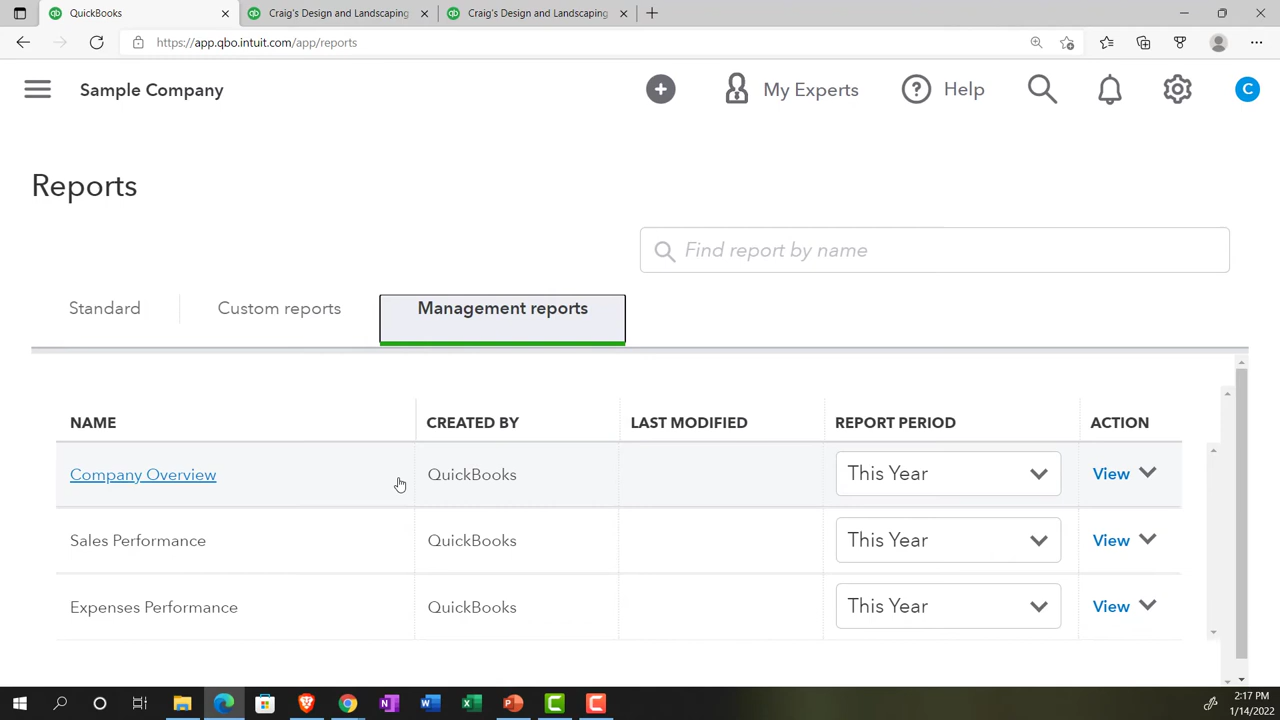 QuickBooks
Craig's Design and Landscaping
Craig's Design and Landscaping
https://app.qbo.intuit.com/app/reports
Sample Company
My Experts
Help
C
Reports
Find report by name
Standard
Custom reports
Management reports
NAME CREATED BY LAST MODIFIED REPORT PERIOD ACTION
Company Overview QuickBooks This Year View
Sales Performance QuickBooks This Year View
Expenses Performance QuickBooks This Year View
2:17 PM
1/14/2022